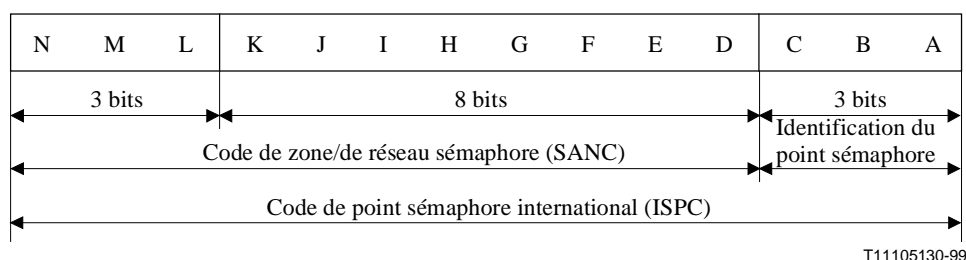 N M L K J I H G F E D C B A
3 bits 8 bits 3 bits
Code de zone/de réseau sémaphore (SANC)
Identification du
point sémaphore
Code de point sémaphore international (ISPC)
T11105130-99